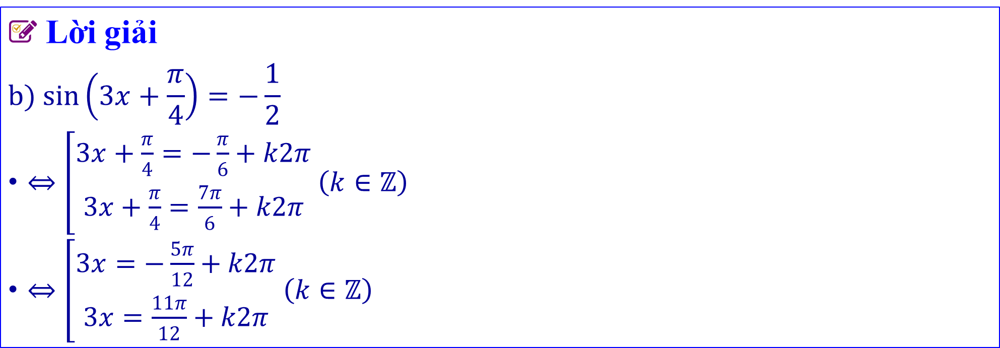 Lời giải
b) sin(3x + π/4) = −1/2
• ⇔ [3x + π/4 = −π/6 + k2π
3x + π/4 = 7π/6 + k2π (k ∈ ℤ)
• ⇔ [3x = −5π/12 + k2π
3x = 11π/12 + k2π (k ∈ ℤ)